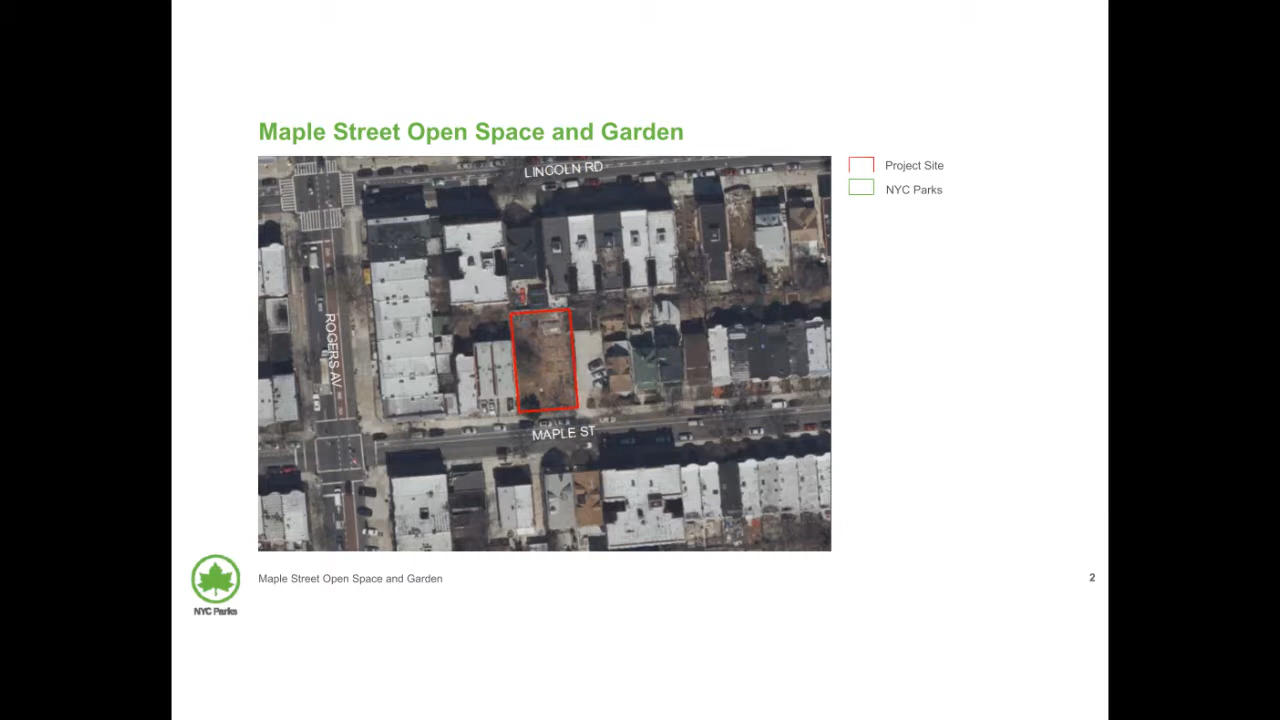 Maple Street Open Space and Garden
LINCOLN RD
Project Site
NYC Parks
ROGERS AV
MAPLE ST
NYC Parks
Maple Street Open Space and Garden
2